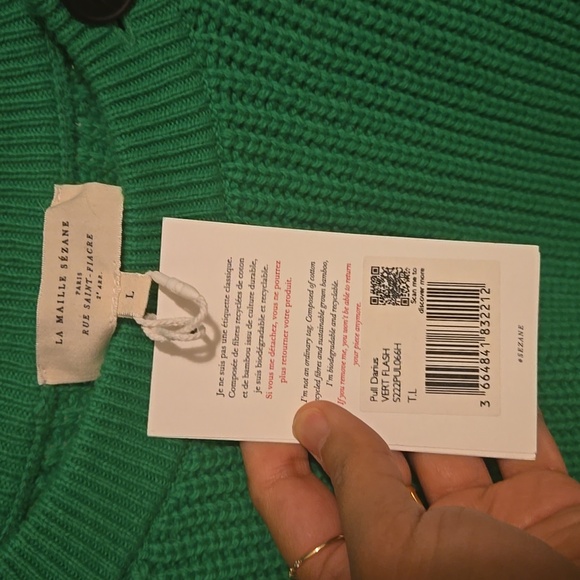 LA MAILLE SÉZANE
PARIS
RUE SAINT-FIACRE
2e ARR.
L
Je ne suis pas une étiquette classique.
Composée de fibres recyclées de coton
et de bambou issu de culture durable,
je suis biodégradable et recyclable.
Si vous me détachez, vous ne pourrez
plus retourner votre produit.
I'm not an ordinary tag. Composed of cotton
recycled fibres and sustainable grown bamboo,
I'm biodegradable and recyclable.
If you remove me, you won't be able to return
your piece anymore.
Scan me to
discover more
Pull Darius
VERT FLASH
S222PUL066H
T.L
3 664841 832212
#SÉZANE